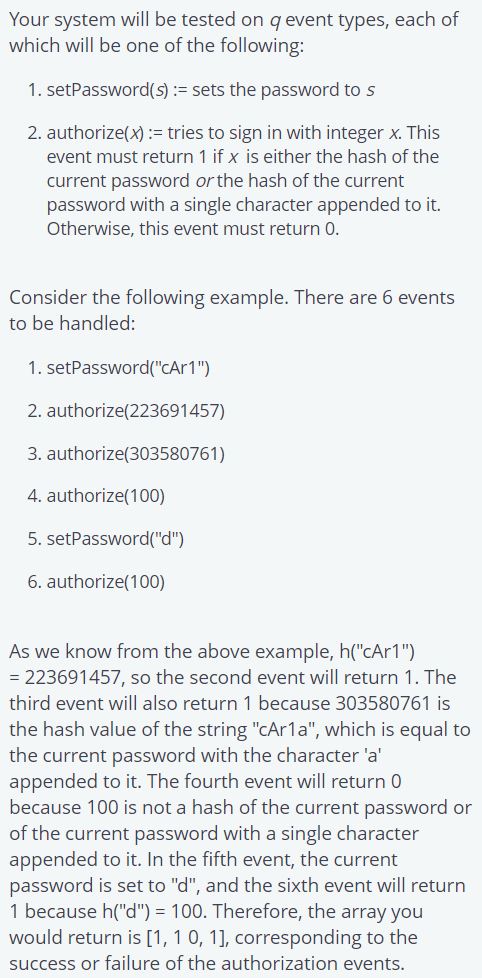 Your system will be tested on q event types, each of
which will be one of the following:
1. setPassword(s) := sets the password to s
2. authorize(x) := tries to sign in with integer x. This
event must return 1 if x is either the hash of the
current password or the hash of the current
password with a single character appended to it.
Otherwise, this event must return 0.
Consider the following example. There are 6 events
to be handled:
1. setPassword("cAr1")
2. authorize(223691457)
3. authorize(303580761)
4. authorize(100)
5. setPassword("d")
6. authorize(100)
As we know from the above example, h("cAr1")
= 223691457, so the second event will return 1. The
third event will also return 1 because 303580761 is
the hash value of the string "cAr1a", which is equal to
the current password with the character 'a'
appended to it. The fourth event will return 0
because 100 is not a hash of the current password or
of the current password with a single character
appended to it. In the fifth event, the current
password is set to "d", and the sixth event will return
1 because h("d") = 100. Therefore, the array you
would return is [1, 1 0, 1], corresponding to the
success or failure of the authorization events.